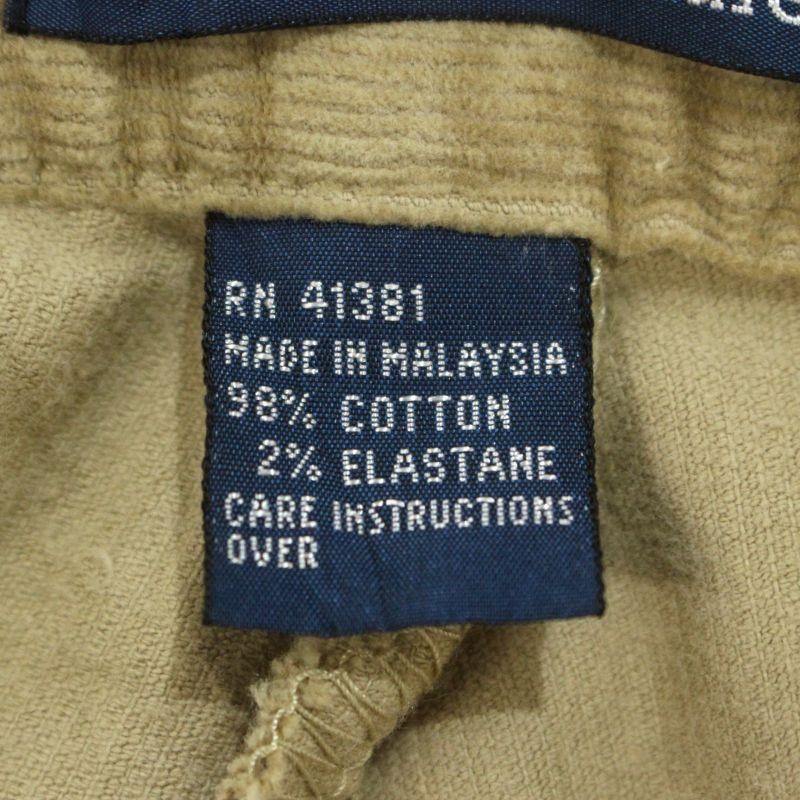 RN 41381
MADE IN MALAYSIA
98% COTTON
2% ELASTANE
CARE INSTRUCTIONS
OVER